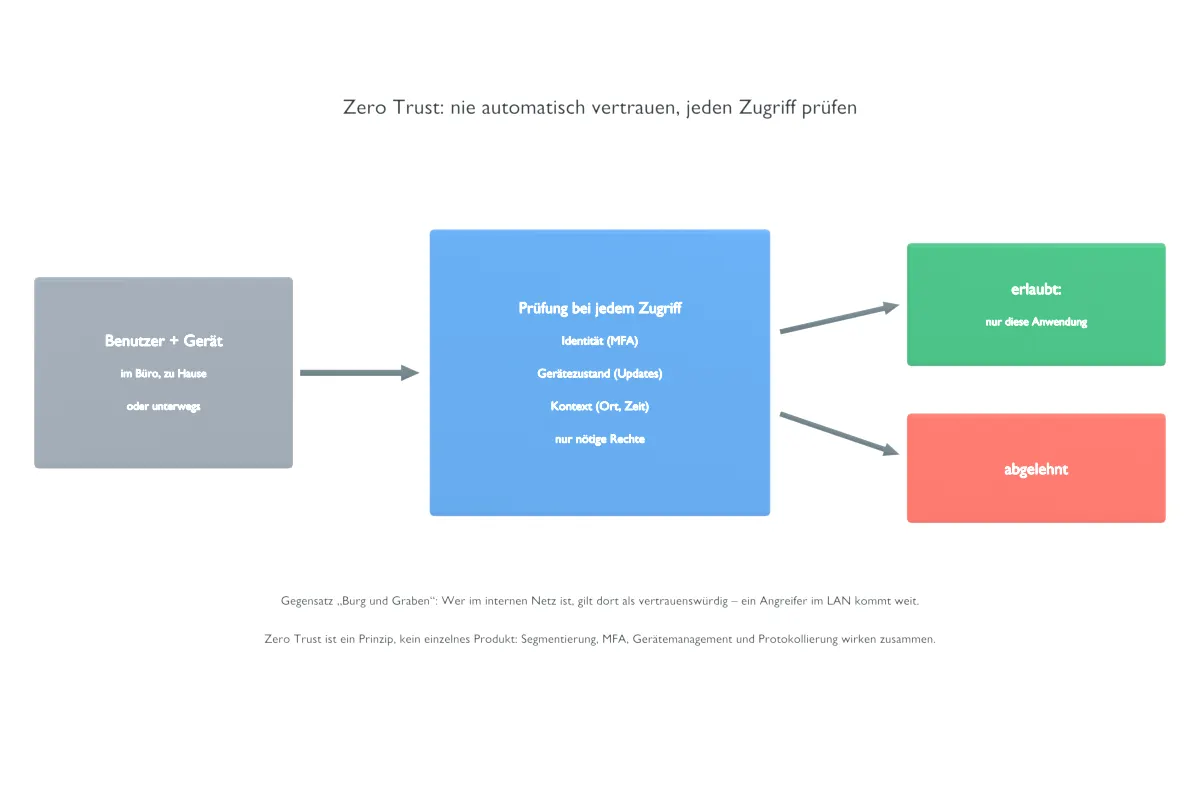 Zero Trust: nie automatisch vertrauen, jeden Zugriff prüfen
Benutzer + Gerät
im Büro, zu Hause
oder unterwegs
Prüfung bei jedem Zugriff
Identität (MFA)
Gerätezustand (Updates)
Kontext (Ort, Zeit)
nur nötige Rechte
erlaubt:
nur diese Anwendung
abgelehnt
Gegensatz „Burg und Graben“: Wer im internen Netz ist, gilt dort als vertrauenswürdig – ein Angreifer im LAN kommt weit.
Zero Trust ist ein Prinzip, kein einzelnes Produkt: Segmentierung, MFA, Gerätemanagement und Protokollierung wirken zusammen.